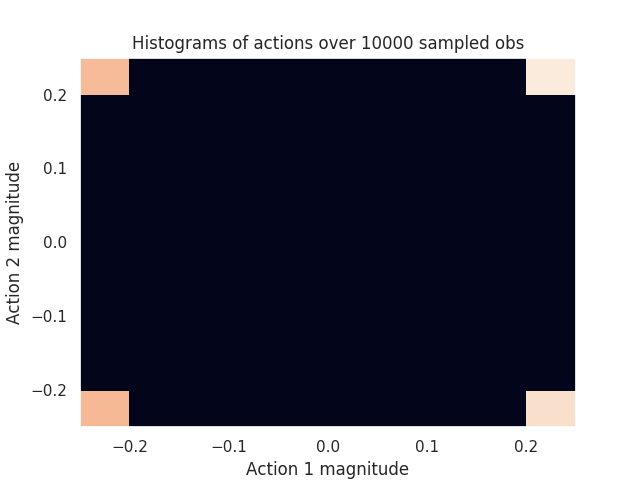 Histograms of actions over 10000 sampled obs
Action 2 magnitude
0.2
0.1
0.0
−0.1
−0.2
−0.2 −0.1 0.0 0.1 0.2
Action 1 magnitude